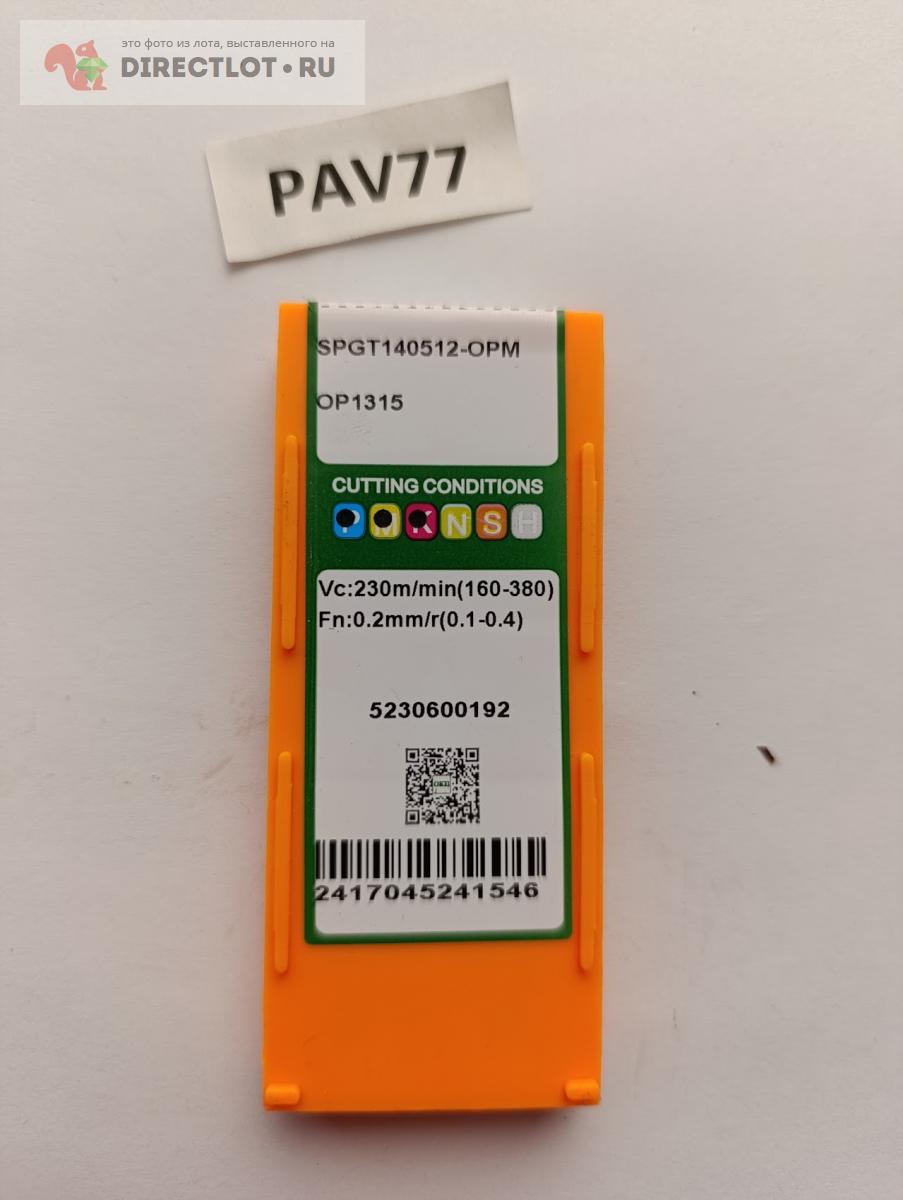 это фото из лота, выставленного на
DIRECTLOT•RU
PAV77
SPGT140512-OPM
OP1315
CUTTING CONDITIONS
P M K N S H
Vc:230m/min(160-380)
Fn:0.2mm/r(0.1-0.4)
5230600192
2417045241546